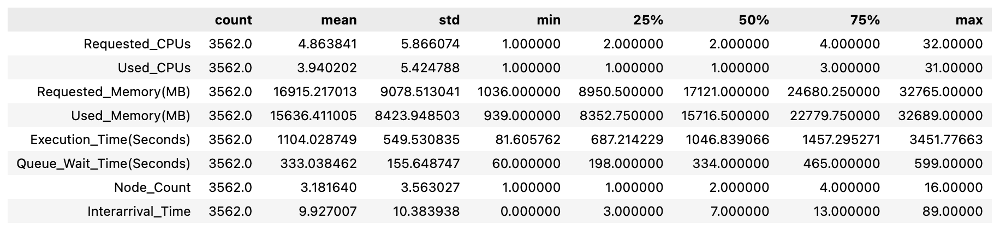 count mean std min 25% 50% 75% max
Requested_CPUs 3562.0 4.863841 5.866074 1.000000 2.000000 2.000000 4.000000 32.00000
Used_CPUs 3562.0 3.940202 5.424788 1.000000 1.000000 1.000000 3.000000 31.00000
Requested_Memory(MB) 3562.0 16915.217013 9078.513041 1036.000000 8950.500000 17121.000000 24680.250000 32765.00000
Used_Memory(MB) 3562.0 15636.411005 8423.948503 939.000000 8352.750000 15716.500000 22779.750000 32689.00000
Execution_Time(Seconds) 3562.0 1104.028749 549.530835 81.605762 687.214229 1046.839066 1457.295271 3451.77663
Queue_Wait_Time(Seconds) 3562.0 333.038462 155.648747 60.000000 198.000000 334.000000 465.000000 599.00000
Node_Count 3562.0 3.181640 3.563027 1.000000 1.000000 2.000000 4.000000 16.00000
Interarrival_Time 3562.0 9.927007 10.383938 0.000000 3.000000 7.000000 13.000000 89.00000